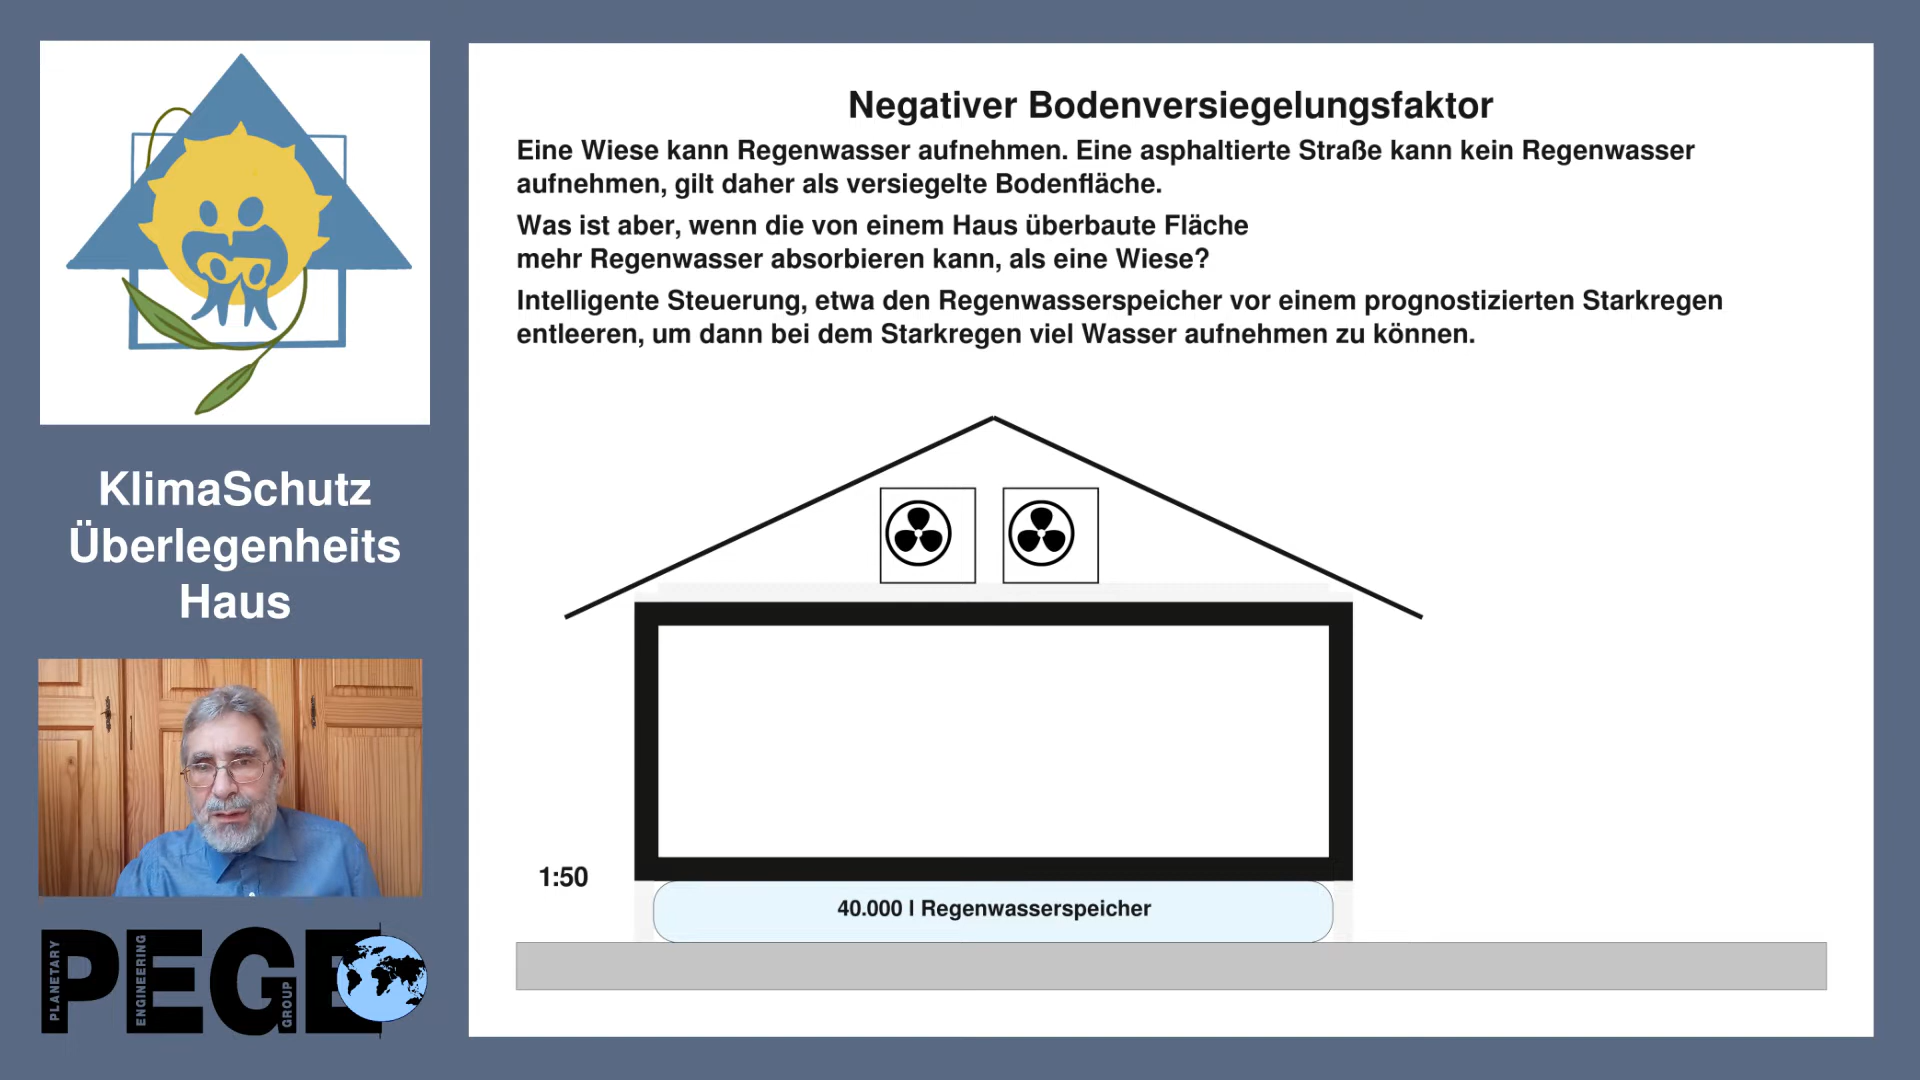 Negativer Bodenversiegelungsfaktor
Eine Wiese kann Regenwasser aufnehmen. Eine asphaltierte Straße kann kein Regenwasser
aufnehmen, gilt daher als versiegelte Bodenfläche.
Was ist aber, wenn die von einem Haus überbaute Fläche
mehr Regenwasser absorbieren kann, als eine Wiese?
Intelligente Steuerung, etwa den Regenwasserspeicher vor einem prognostizierten Starkregen
entleeren, um dann bei dem Starkregen viel Wasser aufnehmen zu können.
KlimaSchutz
Überlegenheits
Haus
1:50
40.000 l Regenwasserspeicher
PEGE
PLANETARY
ENGINEERING
GROUP